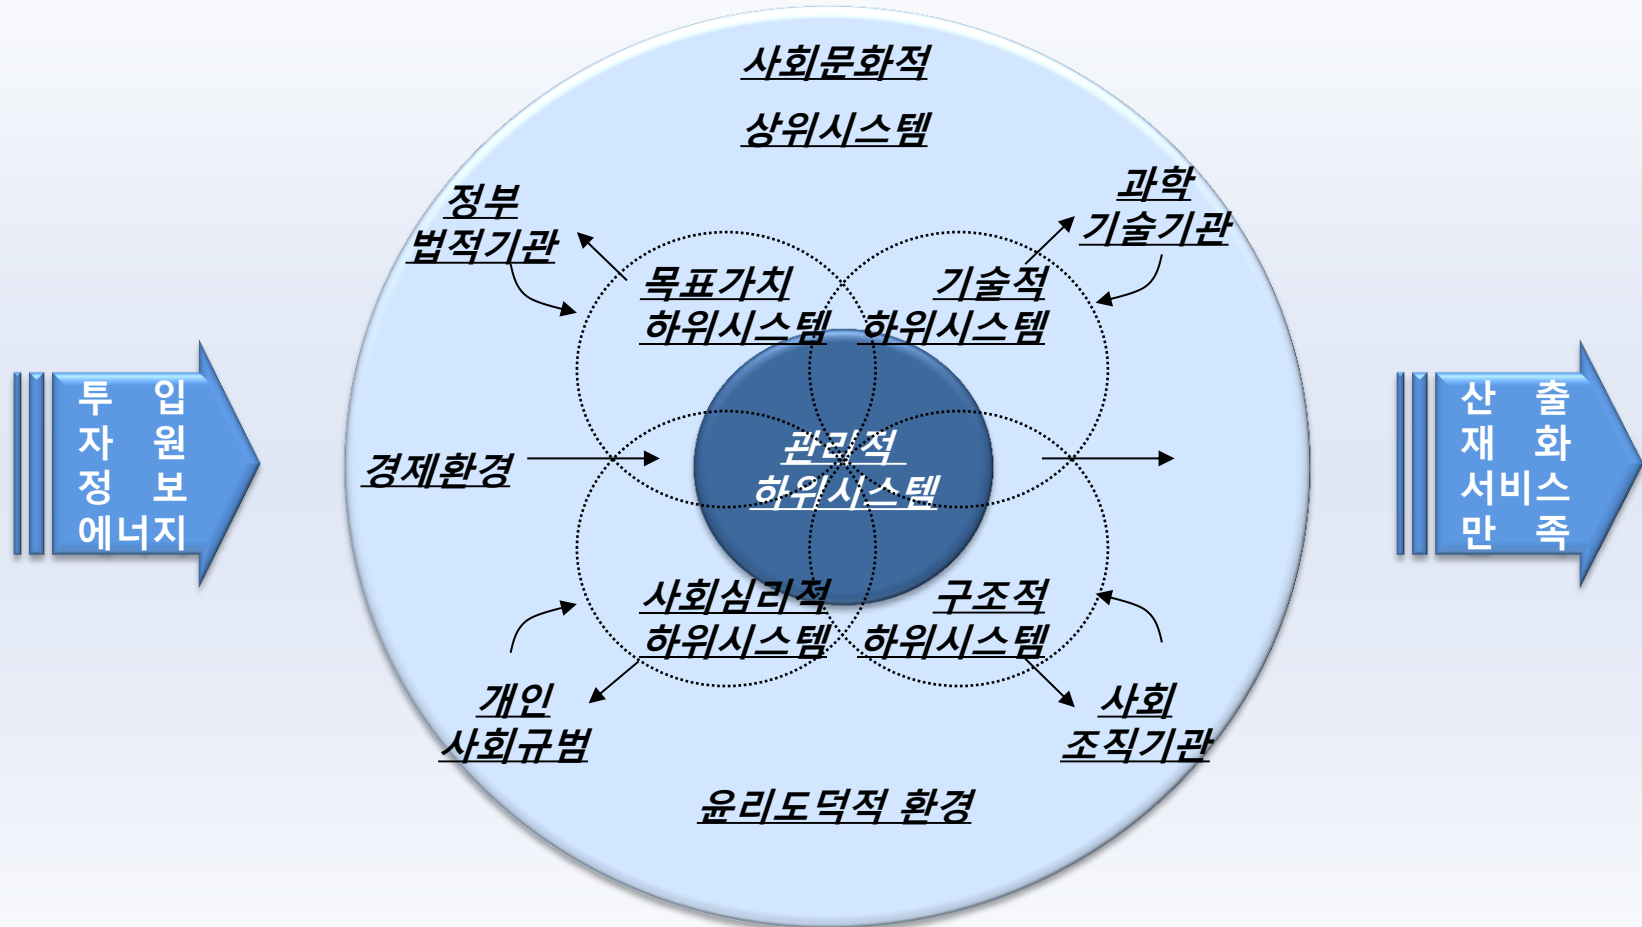 사회문화적
상위시스템
정부
법적기관
과학
기술기관
목표가치
하위시스템
기술적
하위시스템
투 입
자 원
정 보
에너지
경제환경
관리적
하위시스템
산 출
재 화
서비스
만 족
사회심리적
하위시스템
구조적
하위시스템
개인
사회규범
사회
조직기관
윤리도덕적 환경